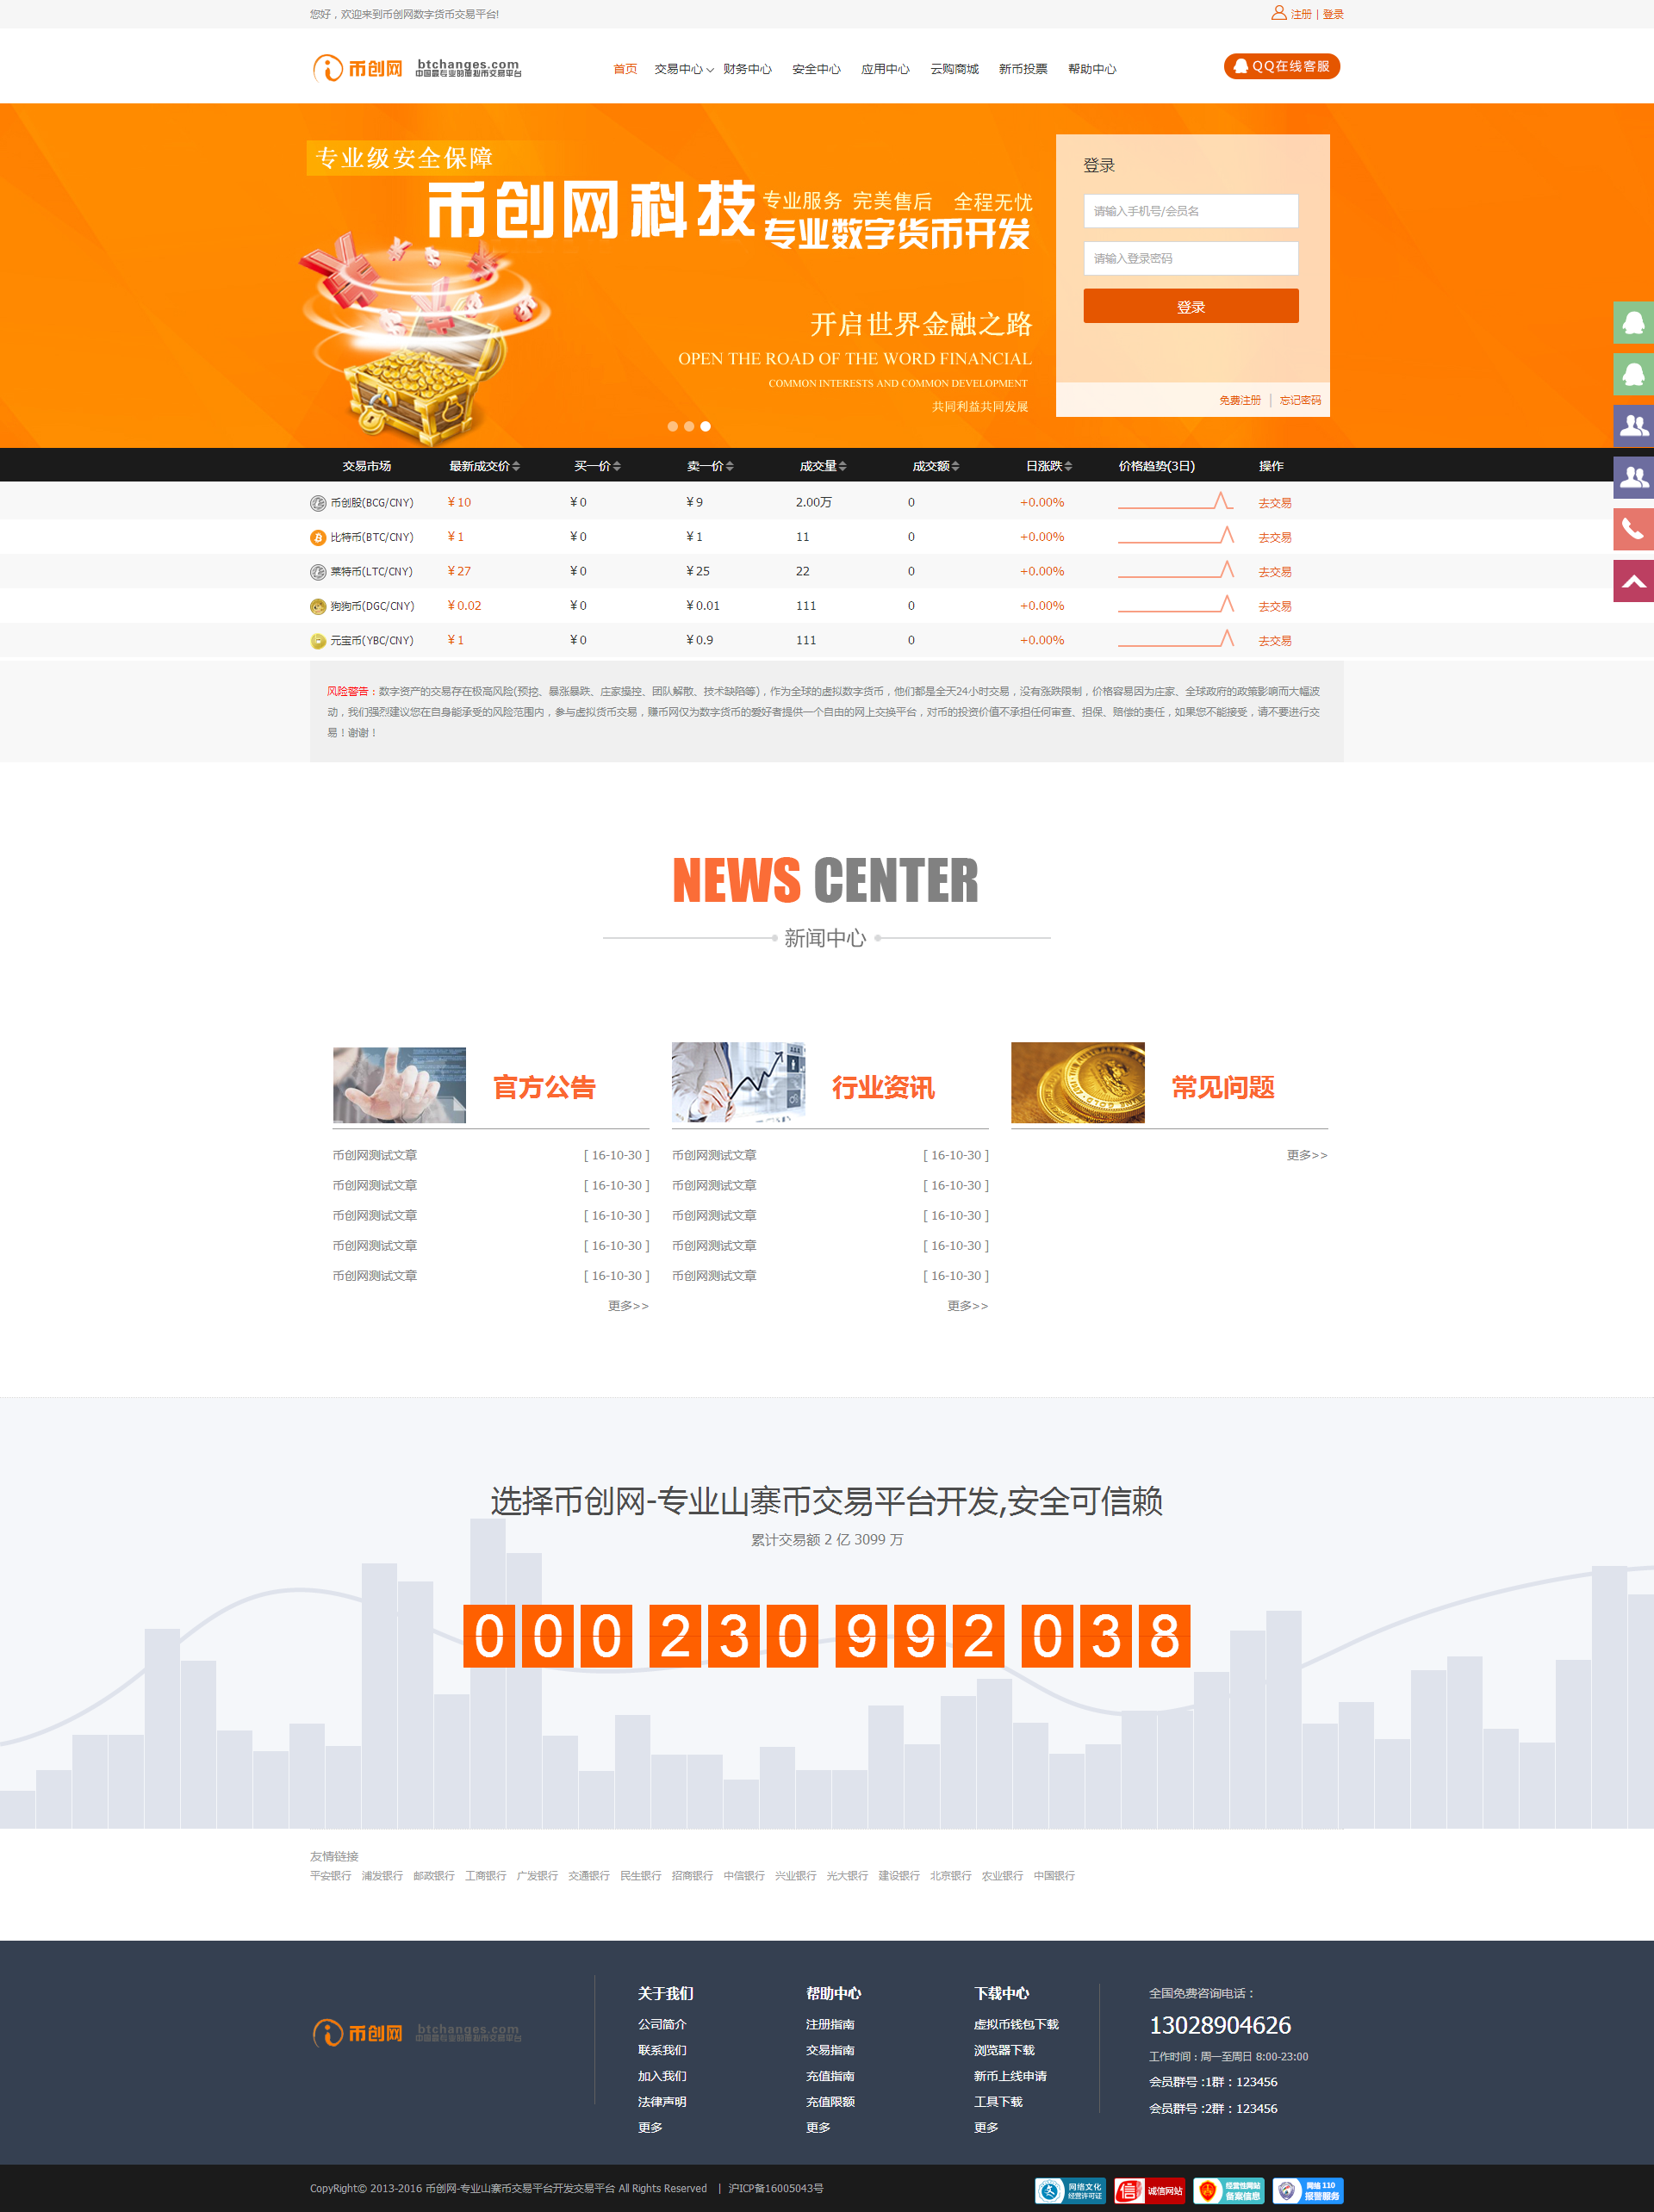 您好，欢迎来到币创网数字货币交易平台!
注册 | 登录
币创网 btchanges.com
中国最专业的虚拟币交易平台
首页 交易中心 财务中心 安全中心 应用中心 云购商城 新币投票 帮助中心
QQ在线客服
专业级安全保障
币创网科技
专业服务 完美售后 全程无忧
专业数字货币开发
开启世界金融之路
OPEN THE ROAD OF THE WORD FINANCIAL
COMMON INTERESTS AND COMMON DEVELOPMENT
共同利益共同发展
登录
请输入手机号/会员名
请输入登录密码
登录
免费注册 | 忘记密码
交易市场 最新成交价 买一价 卖一价 成交量 成交额 日涨跌 价格趋势(3日) 操作
币创股(BCG/CNY) ￥10 ￥0 ￥9 2.00万 0 +0.00% 去交易
比特币(BTC/CNY) ￥1 ￥0 ￥1 11 0 +0.00% 去交易
莱特币(LTC/CNY) ￥27 ￥0 ￥25 22 0 +0.00% 去交易
狗狗币(DGC/CNY) ￥0.02 ￥0 ￥0.01 111 0 +0.00% 去交易
元宝币(YBC/CNY) ￥1 ￥0 ￥0.9 111 0 +0.00% 去交易
风险警告：数字资产的交易存在极高风险(预挖、暴涨暴跌、庄家操控、团队解散、技术缺陷等)，作为全球的虚拟数字货币，他们都是全天24小时交易，没有涨跌限制，价格容易因为庄家、全球政府的政策影响而大幅波
动，我们强烈建议您在自身能承受的风险范围内，参与虚拟货币交易，赚币网仅为数字货币的爱好者提供一个自由的网上交换平台，对币的投资价值不承担任何审查、担保、赔偿的责任，如果您不能接受，请不要进行交
易！谢谢！
NEWS CENTER
新闻中心
官方公告
币创网测试文章 [ 16-10-30 ]
币创网测试文章 [ 16-10-30 ]
币创网测试文章 [ 16-10-30 ]
币创网测试文章 [ 16-10-30 ]
币创网测试文章 [ 16-10-30 ]
更多>>
行业资讯
币创网测试文章 [ 16-10-30 ]
币创网测试文章 [ 16-10-30 ]
币创网测试文章 [ 16-10-30 ]
币创网测试文章 [ 16-10-30 ]
币创网测试文章 [ 16-10-30 ]
更多>>
常见问题
更多>>
选择币创网-专业山寨币交易平台开发,安全可信赖
累计交易额 2 亿 3099 万
000 230 992 038
友情链接
平安银行 浦发银行 邮政银行 工商银行 广发银行 交通银行 民生银行 招商银行 中信银行 兴业银行 光大银行 建设银行 北京银行 农业银行 中国银行
币创网 btchanges.com
中国最专业的虚拟币交易平台
关于我们
公司简介
联系我们
加入我们
法律声明
更多
帮助中心
注册指南
交易指南
充值指南
充值限额
更多
下载中心
虚拟币钱包下载
浏览器下载
新币上线申请
工具下载
更多
全国免费咨询电话：
13028904626
工作时间：周一至周日 8:00-23:00
会员群号 :1群：123456
会员群号 :2群：123456
CopyRight© 2013-2016 币创网-专业山寨币交易平台开发交易平台 All Rights Reserved | 沪ICP备16005043号
网络文化
经营许可证
诚信网站
经营性网站
备案信息
网络 110
报警服务